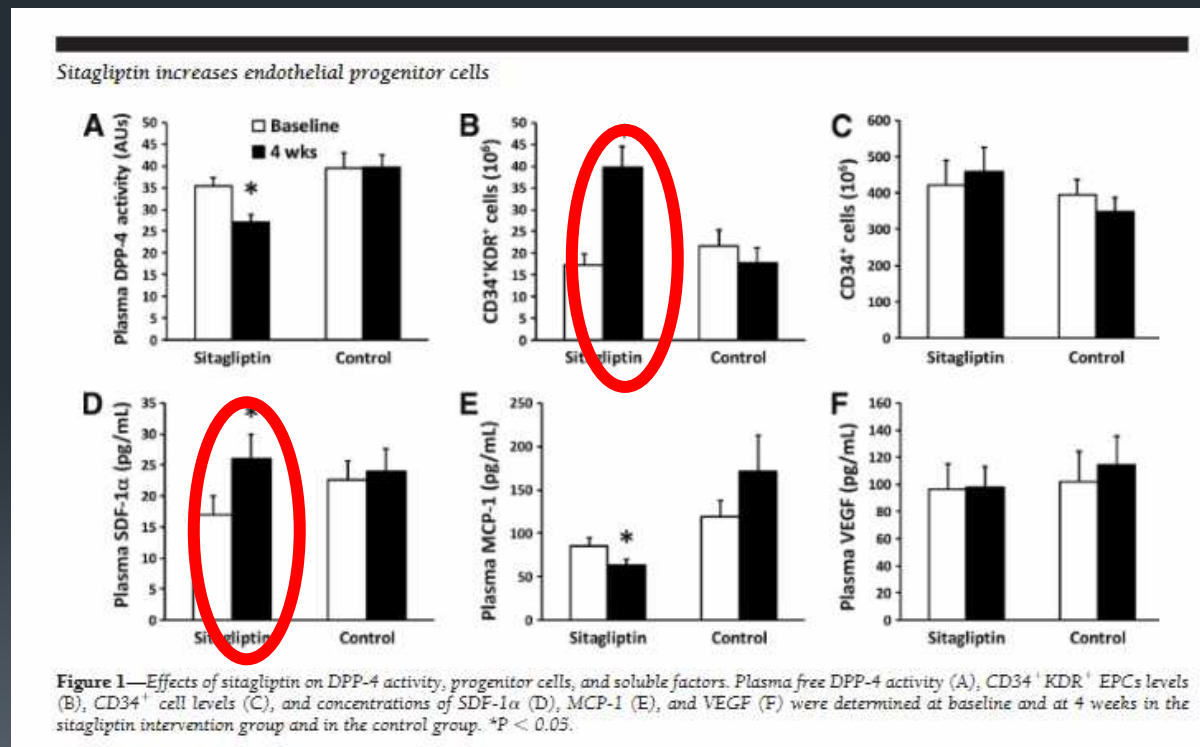 Sitagliptin increases endothelial progenitor cells
A
Plasma DPP-4 activity (AUs)
50
45
40
35
30
25
20
15
10
5
0
Baseline
4 wks
*
Sitagliptin
Control
B
CD34⁺KDR⁺ cells (10⁶)
50
45
40
35
30
25
20
15
10
5
0
Sitagliptin
Control
C
CD34⁺ cells (10⁶)
600
500
400
300
200
100
0
Sitagliptin
Control
D
Plasma SDF-1α (pg/mL)
35
30
25
20
15
10
5
0
*
Sitagliptin
Control
E
Plasma MCP-1 (pg/mL)
250
200
150
100
50
0
*
Sitagliptin
Control
F
Plasma VEGF (pg/mL)
160
140
120
100
80
60
40
20
0
Sitagliptin
Control
Figure 1—Effects of sitagliptin on DPP-4 activity, progenitor cells, and soluble factors. Plasma free DPP-4 activity (A), CD34⁺KDR⁺ EPCs levels
(B), CD34⁺ cell levels (C), and concentrations of SDF-1α (D), MCP-1 (E), and VEGF (F) were determined at baseline and at 4 weeks in the
sitagliptin intervention group and in the control group. *P < 0.05.